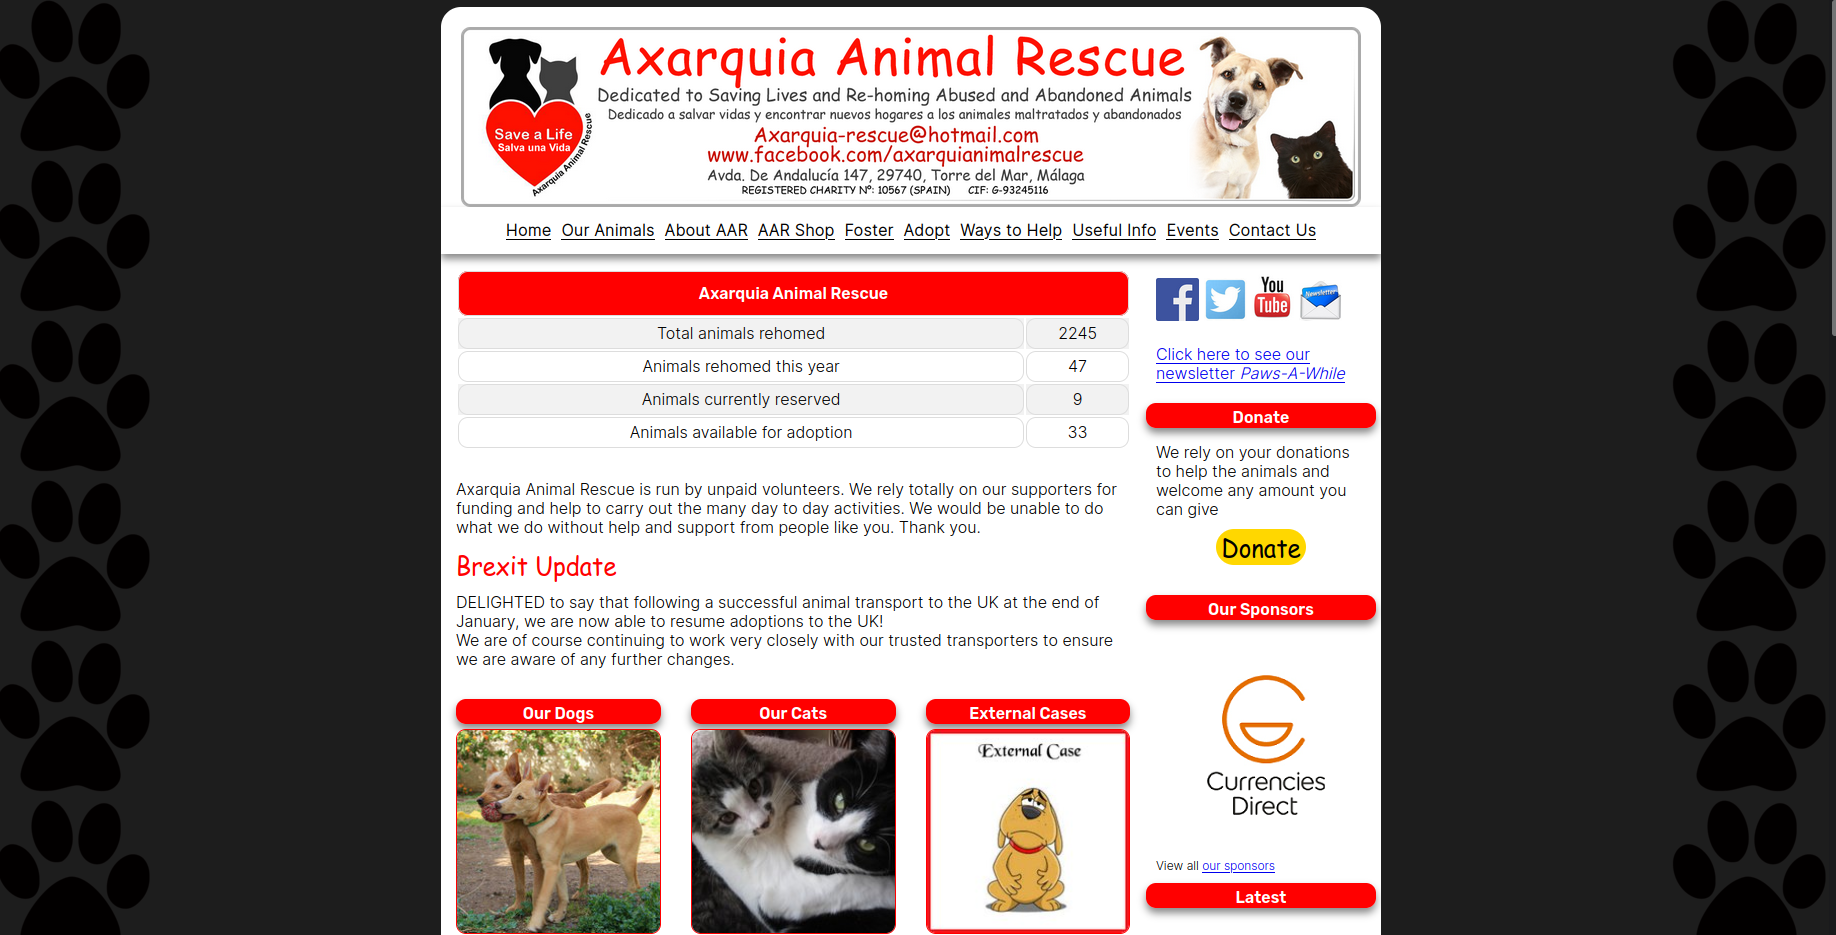 Axarquia Animal Rescue
Dedicated to Saving Lives and Re-homing Abused and Abandoned Animals
Dedicado a salvar vidas y encontrar nuevos hogares a los animales maltratados y abandonados
Axarquia-rescue@hotmail.com
www.facebook.com/axarquianimalrescue
Avda. De Andalucía 147, 29740, Torre del Mar, Málaga
REGISTERED CHARITY Nº: 10567 (SPAIN) CIF: G-93245116
Save a Life
Salva una Vida
Axarquia Animal Rescue
Home Our Animals About AAR AAR Shop Foster Adopt Ways to Help Useful Info Events Contact Us
Axarquia Animal Rescue
Total animals rehomed 2245
Animals rehomed this year 47
Animals currently reserved 9
Animals available for adoption 33
Axarquia Animal Rescue is run by unpaid volunteers. We rely totally on our supporters for
funding and help to carry out the many day to day activities. We would be unable to do
what we do without help and support from people like you. Thank you.
Brexit Update
DELIGHTED to say that following a successful animal transport to the UK at the end of
January, we are now able to resume adoptions to the UK!
We are of course continuing to work very closely with our trusted transporters to ensure
we are aware of any further changes.
Our Dogs
Our Cats
External Cases
External Case
f
You
Tube
Newsletter
Click here to see our
newsletter Paws-A-While
Donate
We rely on your donations
to help the animals and
welcome any amount you
can give
Donate
Our Sponsors
Currencies
Direct
View all our sponsors
Latest